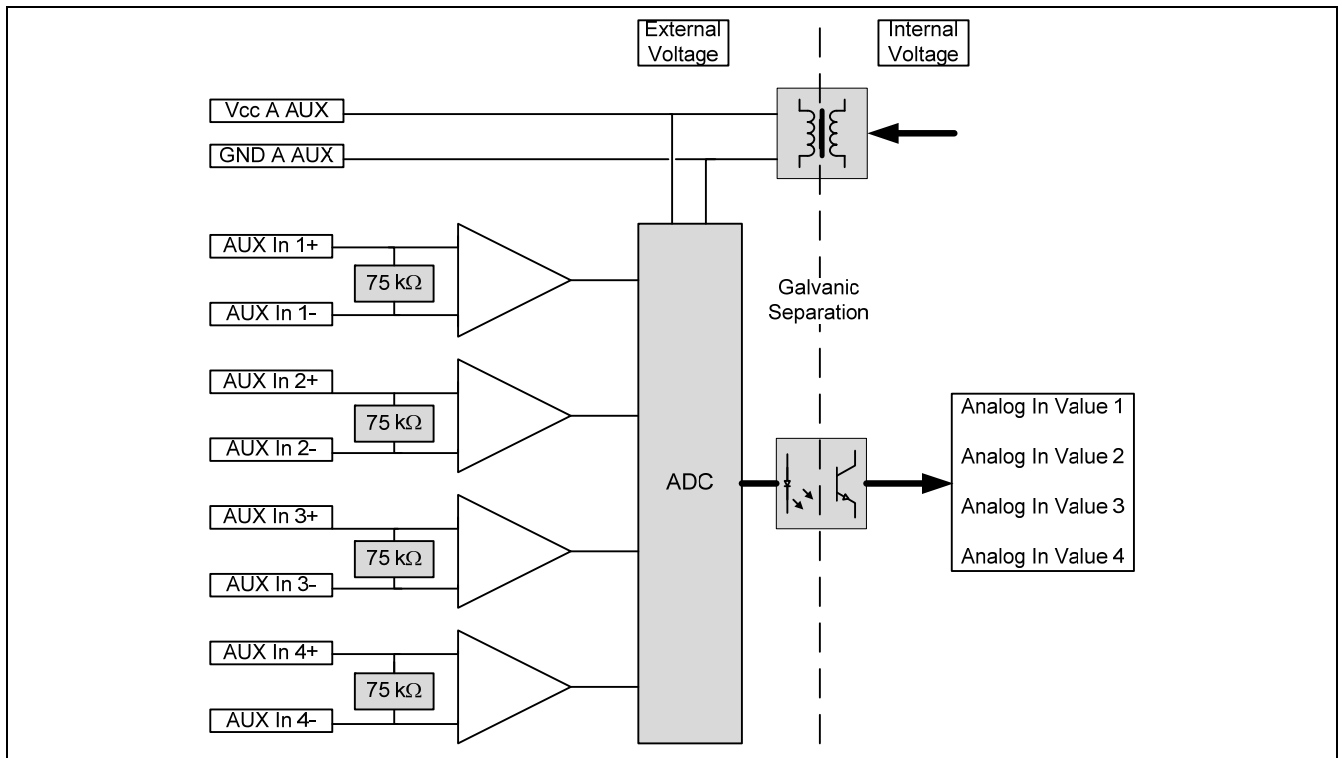 External
Voltage
Internal
Voltage
Vcc A AUX
GND A AUX
AUX In 1+
75 kΩ
AUX In 1-
Galvanic
Separation
AUX In 2+
75 kΩ
AUX In 2-
AUX In 3+
75 kΩ
AUX In 3-
AUX In 4+
75 kΩ
AUX In 4-
ADC
Analog In Value 1
Analog In Value 2
Analog In Value 3
Analog In Value 4